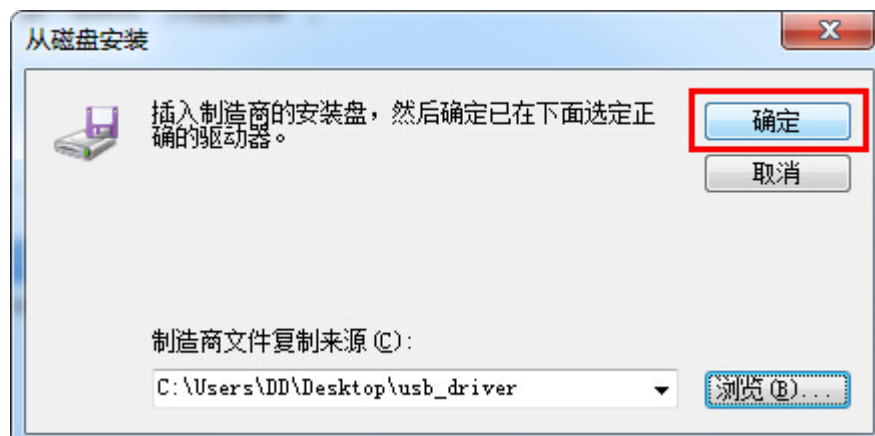 从磁盘安装
插入制造商的安装盘，然后确定已在下面选定正
确的驱动器。
确定
取消
制造商文件复制来源(C):
C:\Users\DD\Desktop\usb_driver
浏览(B)...